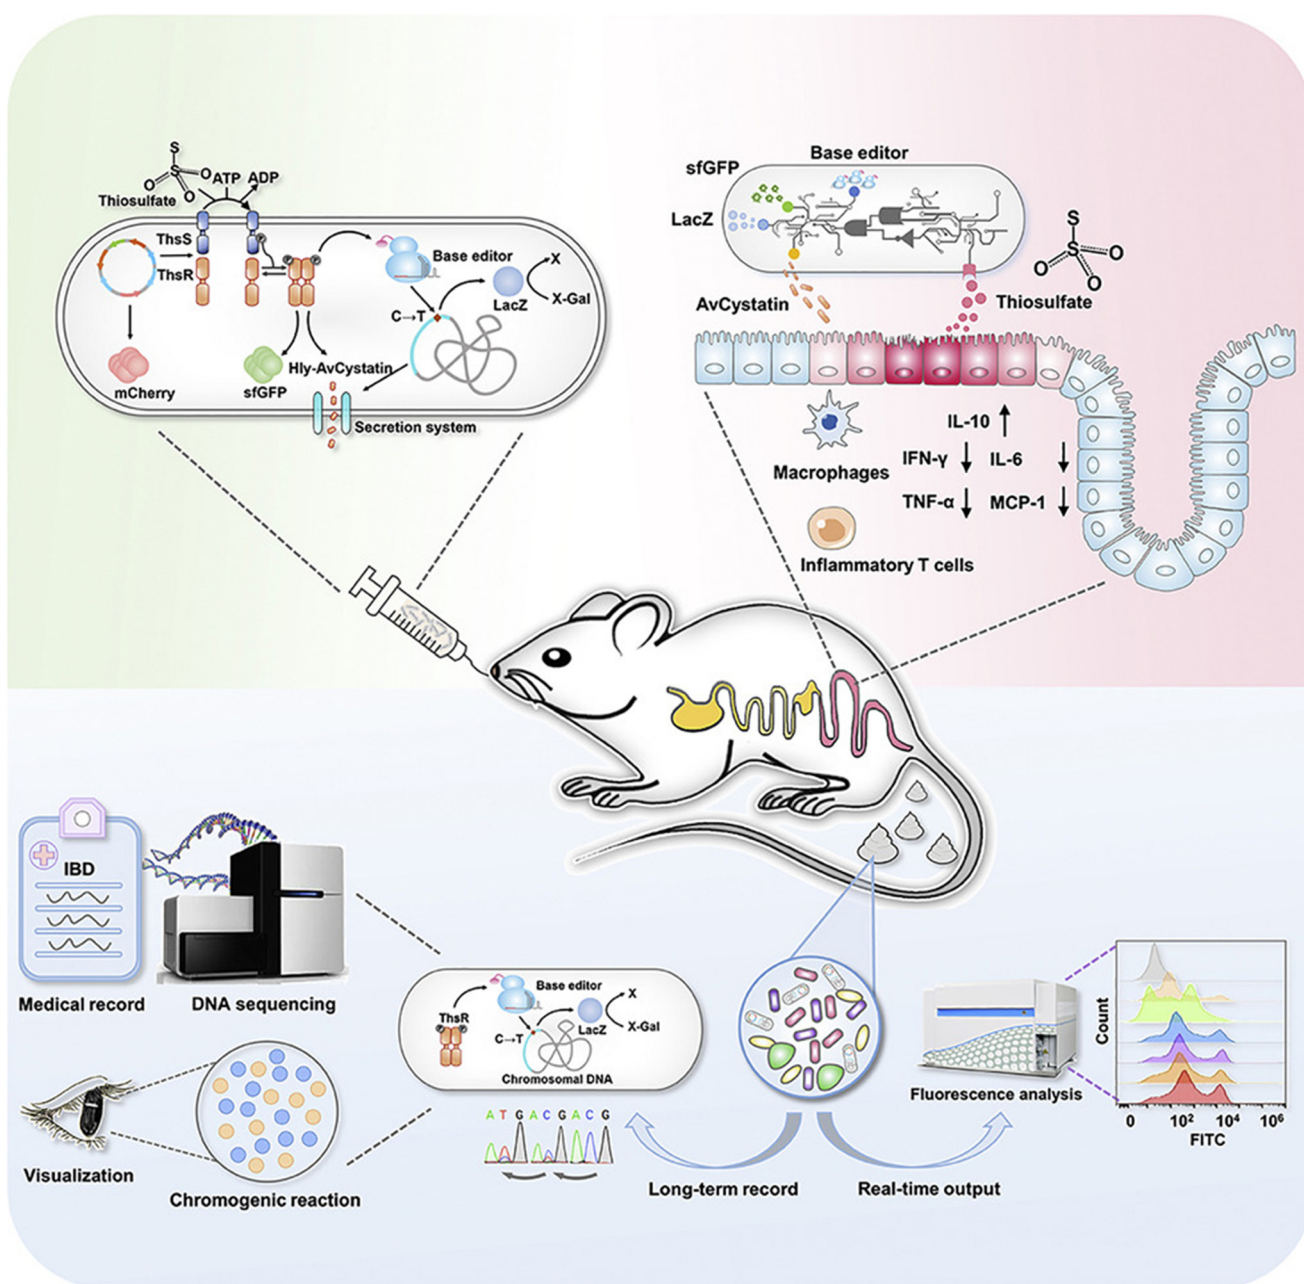 S
S
O
O
O
ATP
ADP
Thiosulfate
ThsS
ThsR
P
P
P
Base editor
X
X-Gal
LacZ
C→T
mCherry
sfGFP
Hly-AvCystatin
Secretion system
sfGFP
Base editor
LacZ
S
S
O
O
O
AvCystatin
Thiosulfate
Macrophages
IL-10
IFN-γ
IL-6
TNF-α
MCP-1
Inflammatory T cells
IBD
Medical record
DNA sequencing
ThsR
P
P
Base editor
X
X-Gal
LacZ
C→T
Chromosomal DNA
A T G A C G A C G
Visualization
Chromogenic reaction
Long-term record
Real-time output
Fluorescence analysis
Count
0 10² 10⁴ 10⁶
FITC